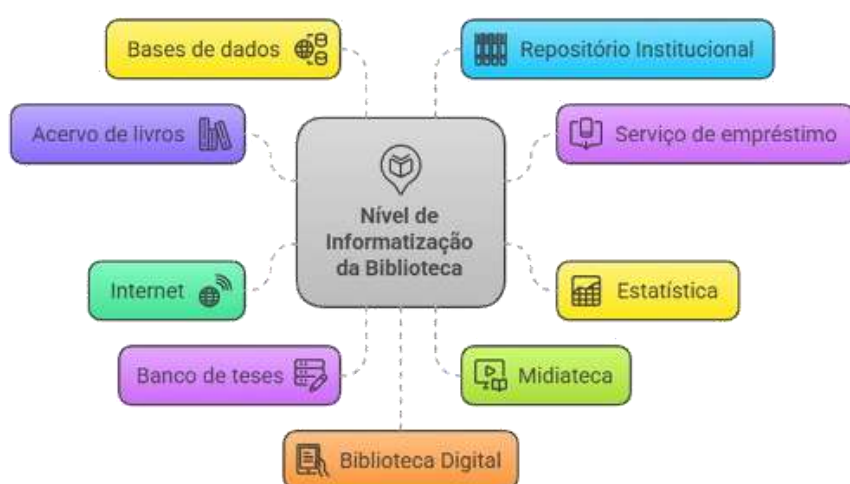 Bases de dados
Repositório Institucional
Acervo de livros
Serviço de empréstimo
Nível de
Informatização
da Biblioteca
Internet
Estatística
Banco de teses
Midiateca
Biblioteca Digital